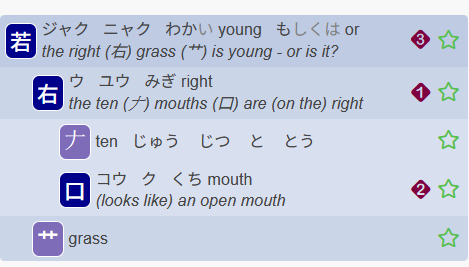 若 ジャク ニャク わかい young もしくは or 3
the right (右) grass (艹) is young - or is it?
右 ウ ユウ みぎ right 1
the ten (ナ) mouths (口) are (on the) right
ナ ten じゅう じつ と とう
口 コウ ク くち mouth 2
(looks like) an open mouth
艹 grass